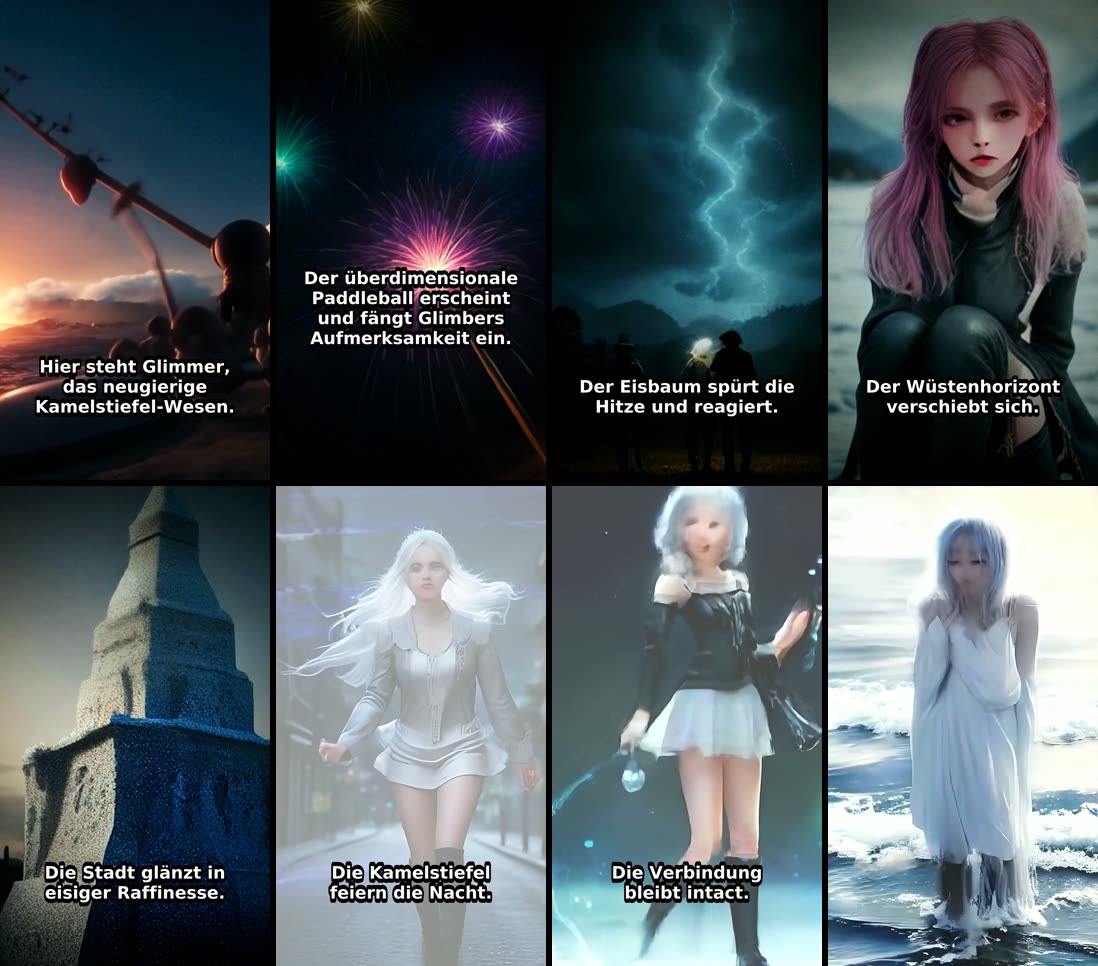 Hier steht Glimmer,
das neugierige
Kamelstiefel-Wesen.
Der überdimensionale
Paddleball erscheint
und fängt Glimbers
Aufmerksamkeit ein.
Der Eisbaum spürt die
Hitze und reagiert.
Der Wüstenhorizont
verschiebt sich.
Die Stadt glänzt in
eisiger Raffinesse.
Die Kamelstiefel
feiern die Nacht.
Die Verbindung
bleibt intact.